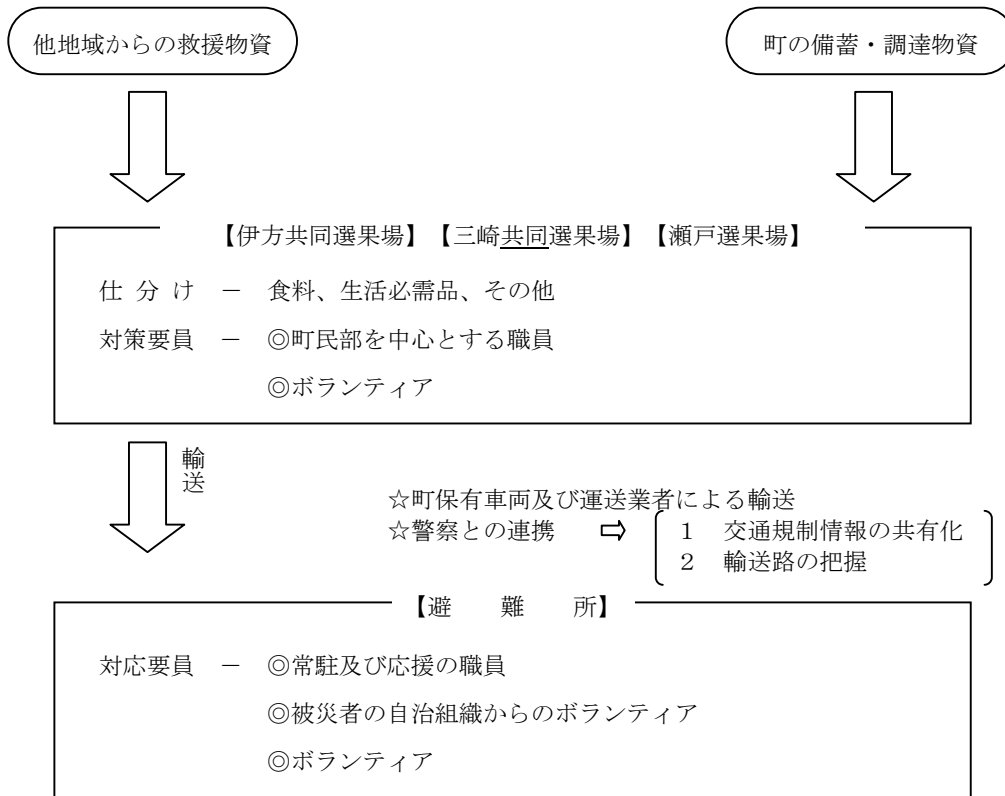 他地域からの救援物資
町の備蓄・調達物資
【伊方共同選果場】【三崎共同選果場】【瀬戸選果場】
仕 分 け － 食料、生活必需品、その他
対策要員 － ◎町民部を中心とする職員
◎ボランティア
輸送
☆町保有車両及び運送業者による輸送
☆警察との連携 ⇨ 1 交通規制情報の共有化
2 輸送路の把握
【避 難 所】
対応要員 － ◎常駐及び応援の職員
◎被災者の自治組織からのボランティア
◎ボランティア